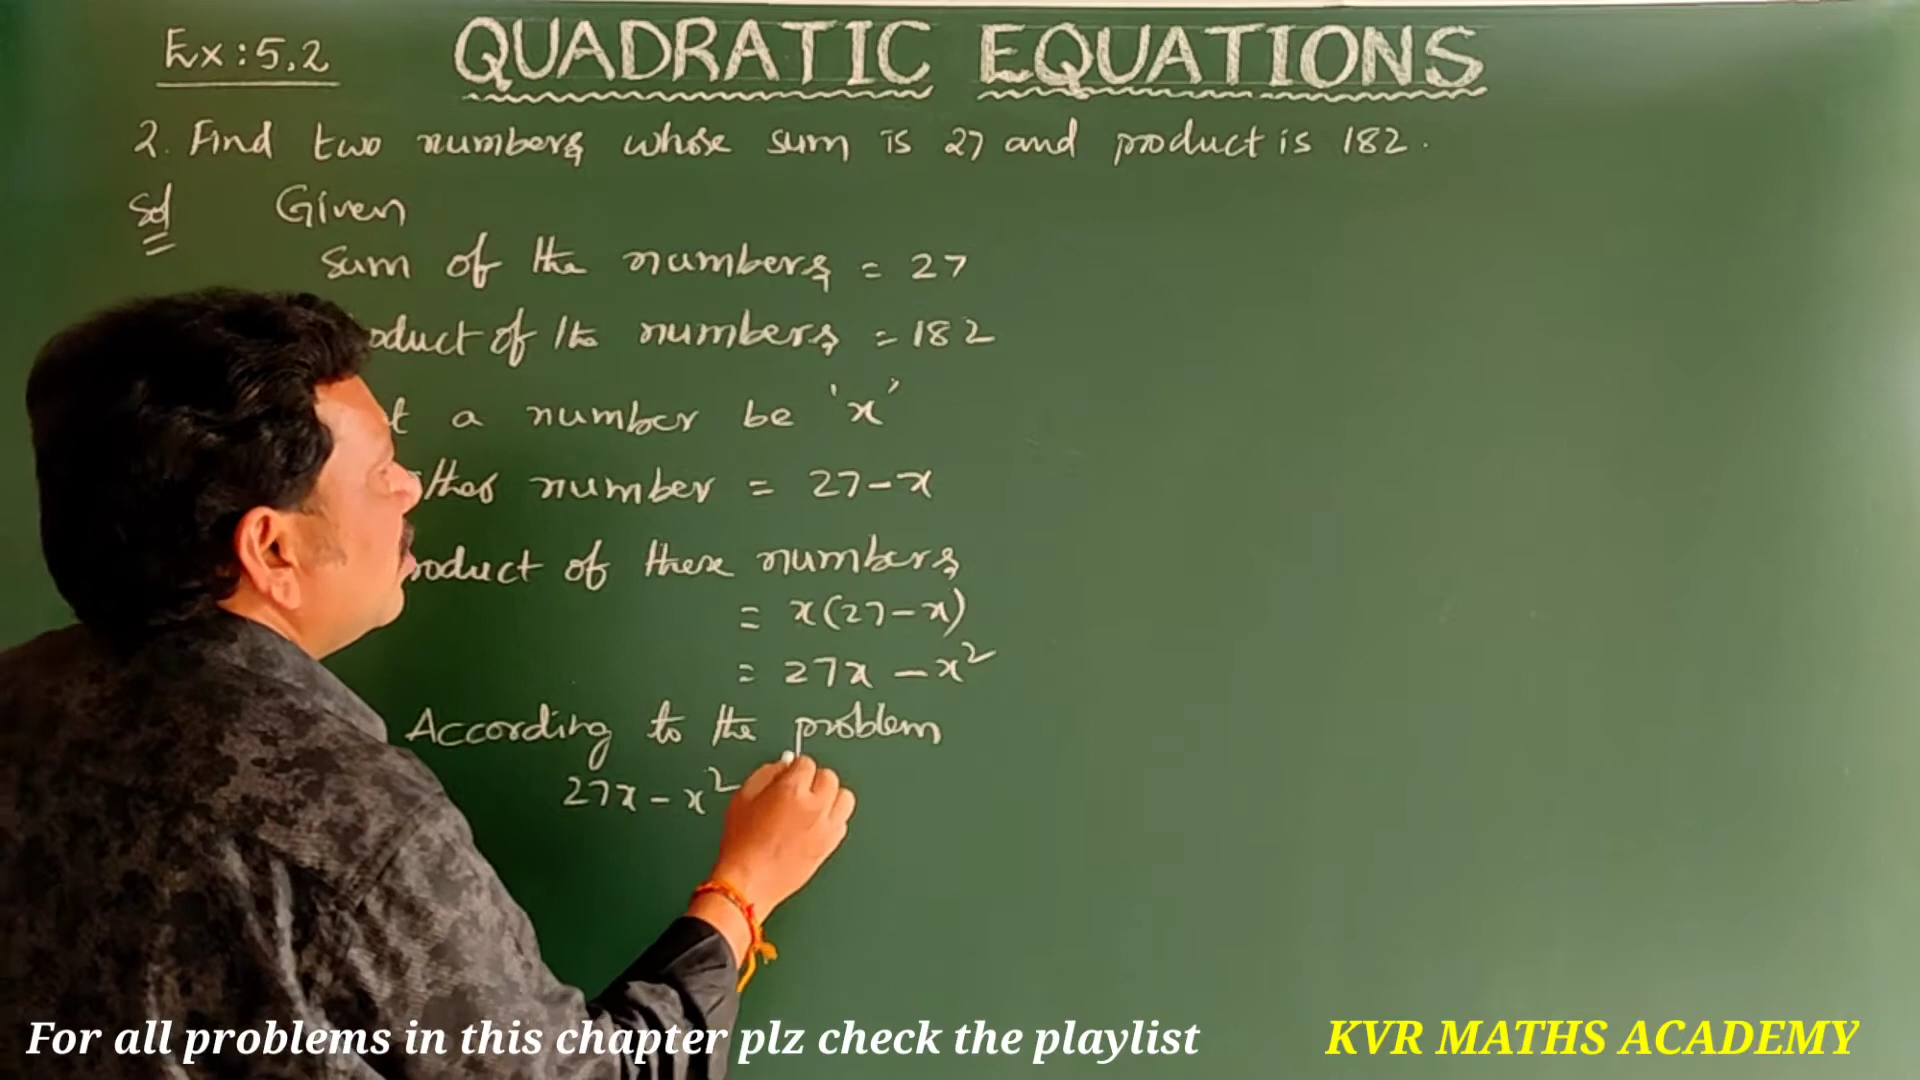 Ex: 5.2 QUADRATIC EQUATIONS
2. Find two numbers whose sum is 27 and product is 182.
Sol Given
Sum of the numbers = 27
oduct of the numbers = 182
t a number be 'x'
other number = 27-x
roduct of these numbers
= x(27-x)
= 27x - x²
According to the problem
27x - x²
For all problems in this chapter plz check the playlist KVR MATHS ACADEMY